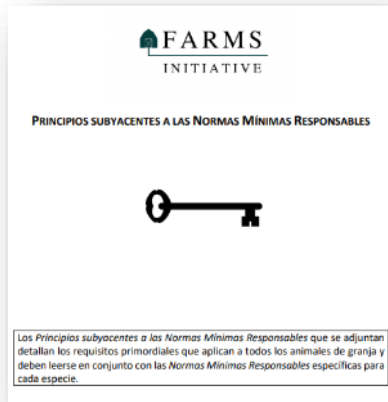 FARMS
INITIATIVE
PRINCIPIOS SUBYACENTES A LAS NORMAS MÍNIMAS RESPONSABLES
Los Principios subyacentes a las Normas Mínimas Responsables que se adjuntan
detallan los requisitos primordiales que aplican a todos los animales de granja y
deben leerse en conjunto con las Normas Mínimas Responsables específicas para
cada especie.